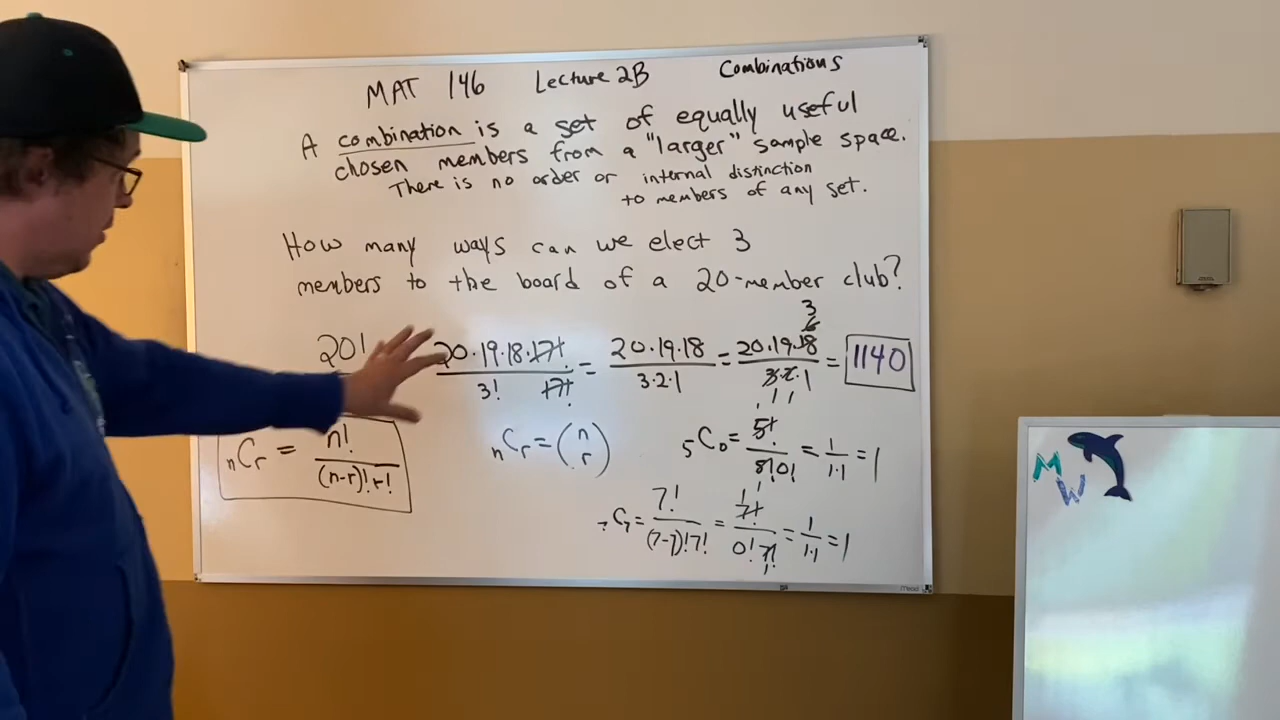 MAT 146 Lecture 2B Combinations
A combination is a set of equally useful
chosen members from a "larger" sample space.
There is no order or internal distinction
to members of any set.
How many ways can we elect 3
members to the board of a 20-member club?
20! 20·19·18·17! / 3! 17! = 20·19·18 / 3·2·1 = 20·19·18 / 3·2·1 = 1140
3
6
nCr = n! / (n-r)! r!
nCr = (n r)
5C0 = 5! / 5!0! = 1 / 1·1 = 1
7C7 = 7! / (7-7)!7! = 7! / 0!7! = 1 / 1·1 = 1
M
W